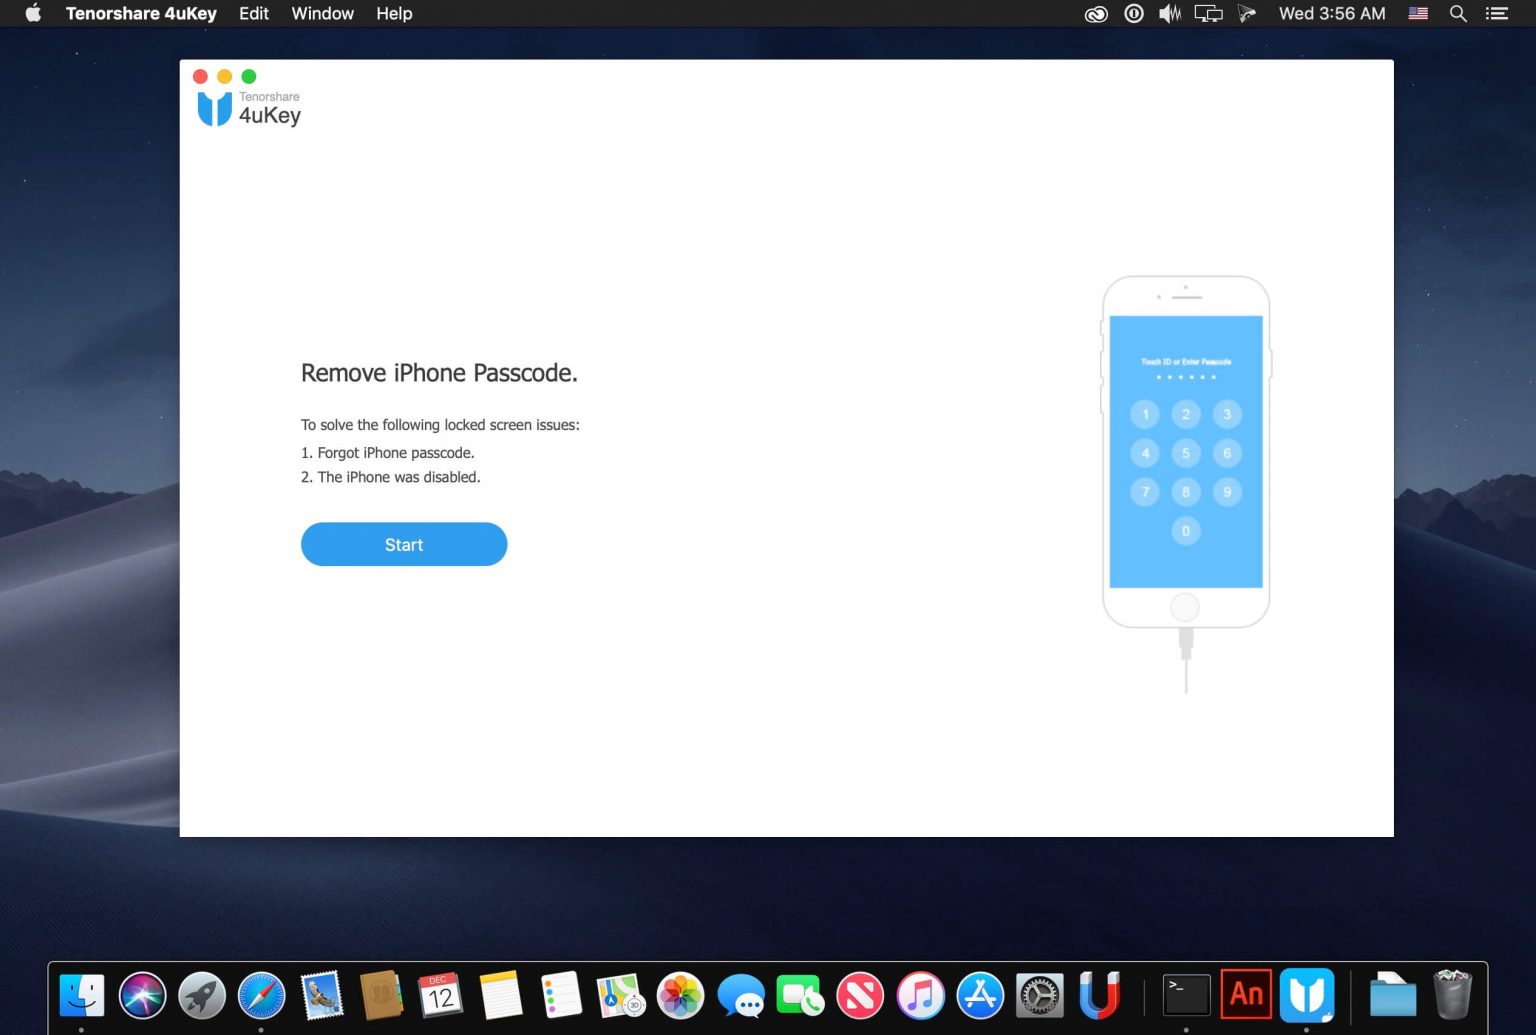 Tenorshare 4uKey Edit Window Help Wed 3:56 AM
Tenorshare
4uKey
Remove iPhone Passcode.
To solve the following locked screen issues:
1. Forgot iPhone passcode.
2. The iPhone was disabled.
Start
Touch ID or Enter Passcode
1 2 3
4 5 6
7 8 9
0
DEC
12
3D
>_
An